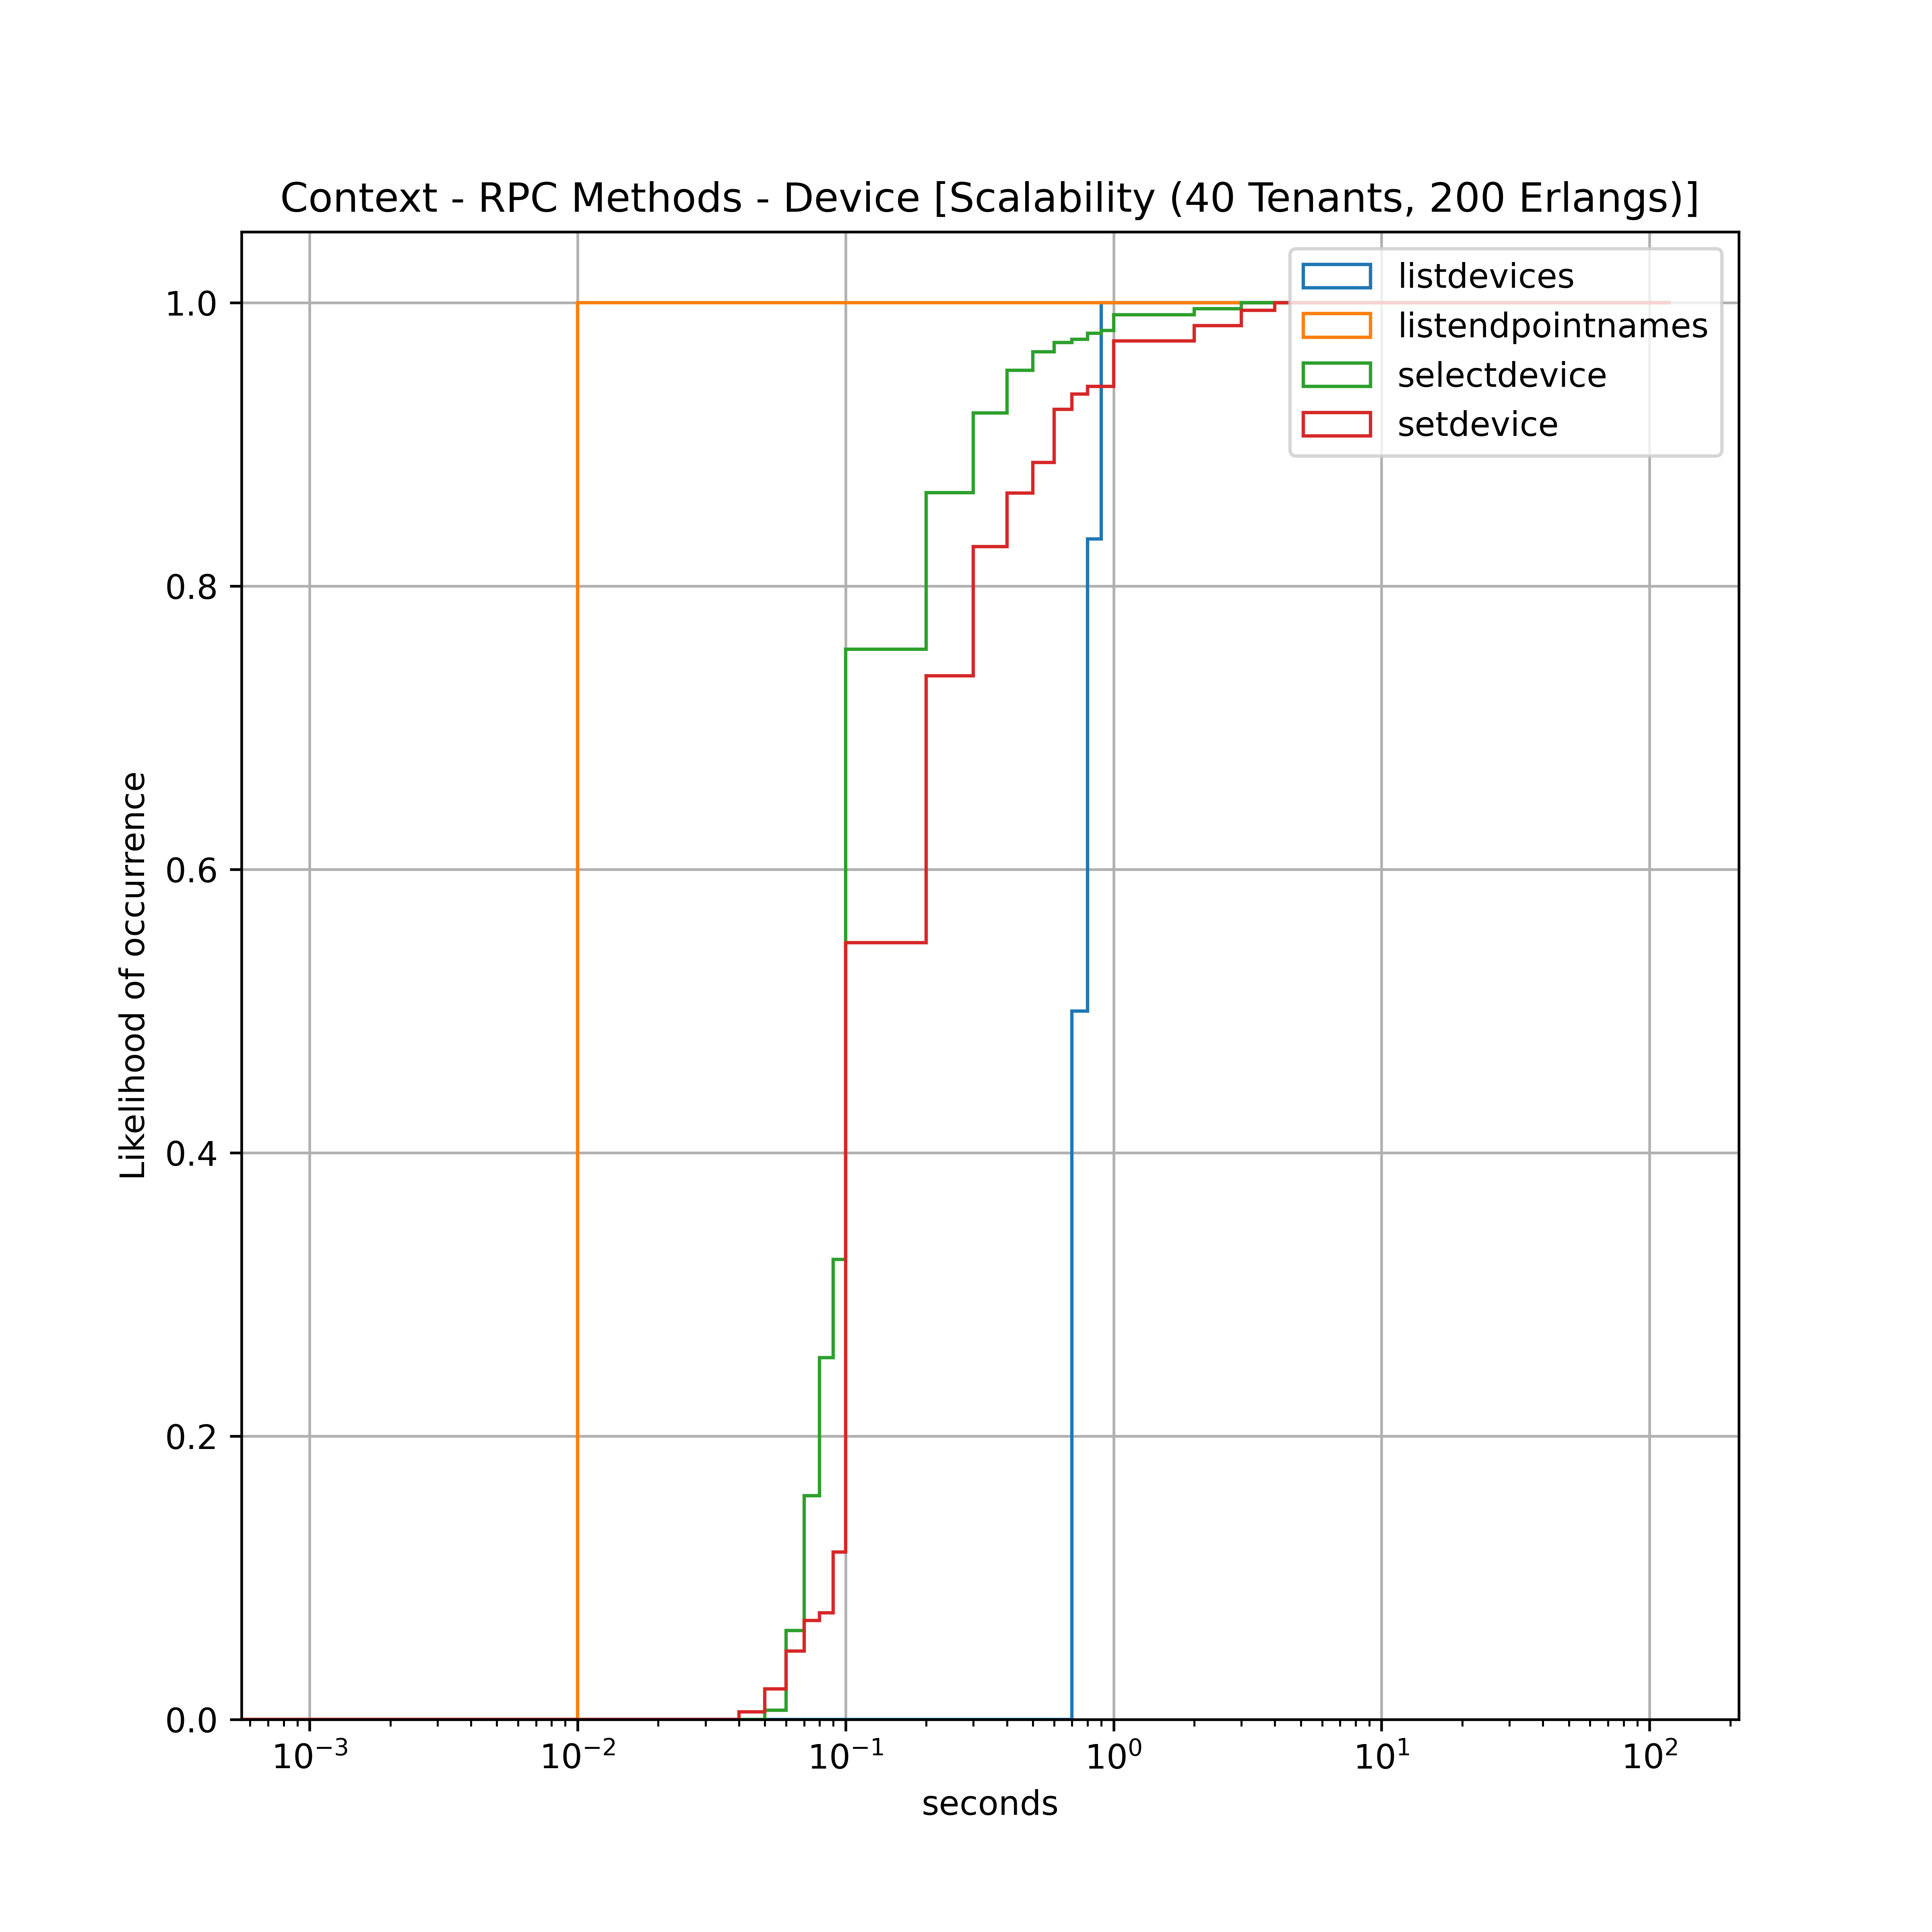 Context - RPC Methods - Device [Scalability (40 Tenants, 200 Erlangs)]
listdevices
listendpointnames
selectdevice
setdevice
Likelihood of occurrence
1.0
0.8
0.6
0.4
0.2
0.0
10⁻³ 10⁻² 10⁻¹ 10⁰ 10¹ 10²
seconds